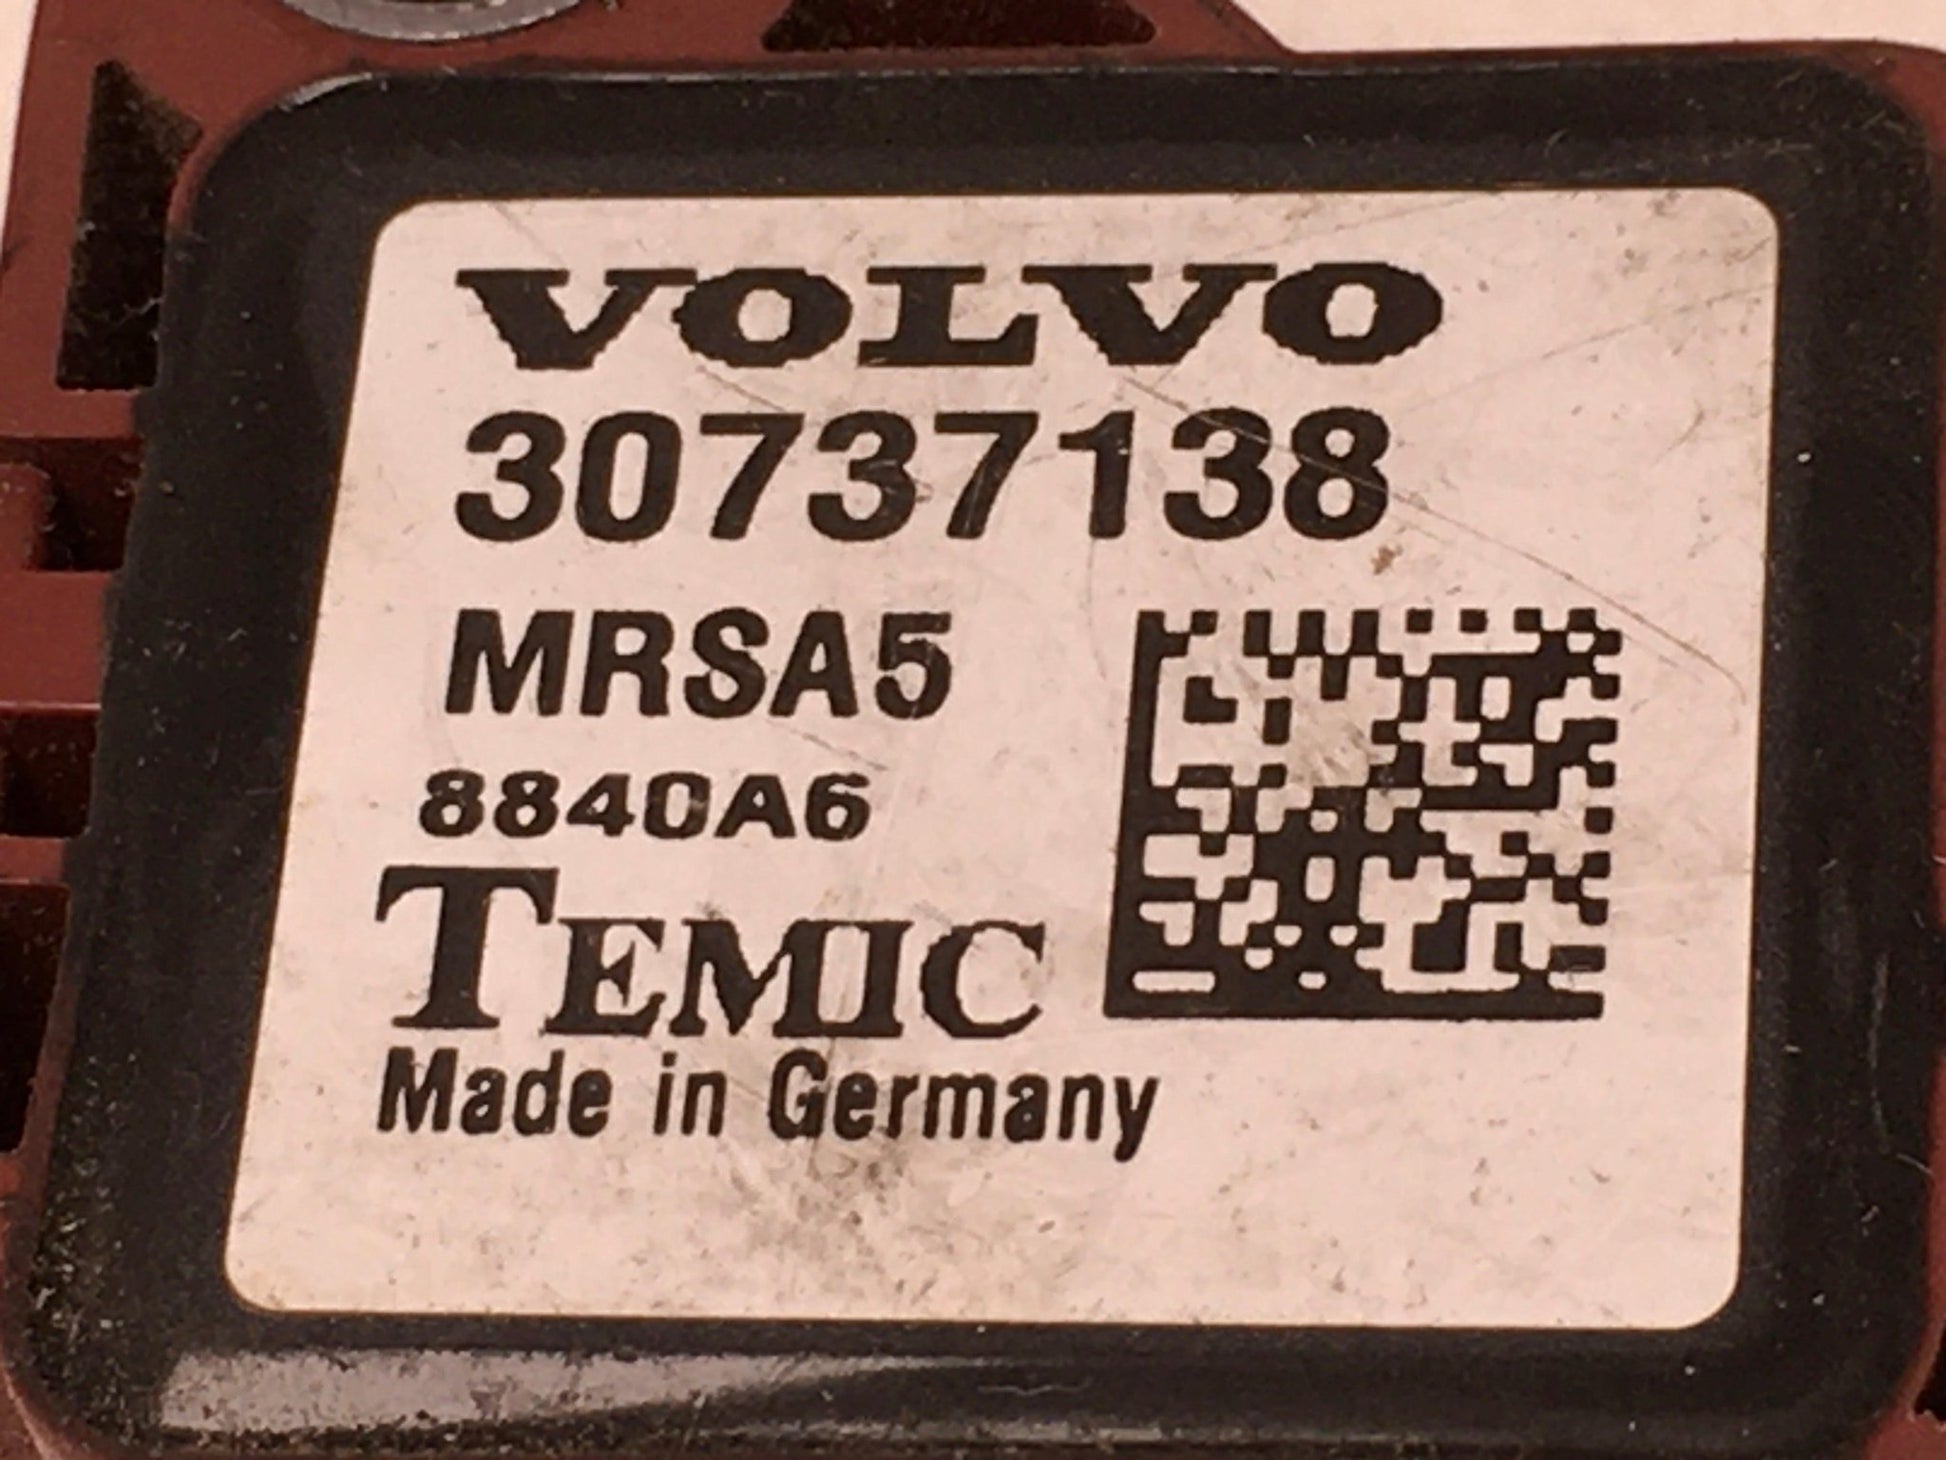 VOLVO
30737138
MRSA5
8840A6
TEMIC
Made in Germany